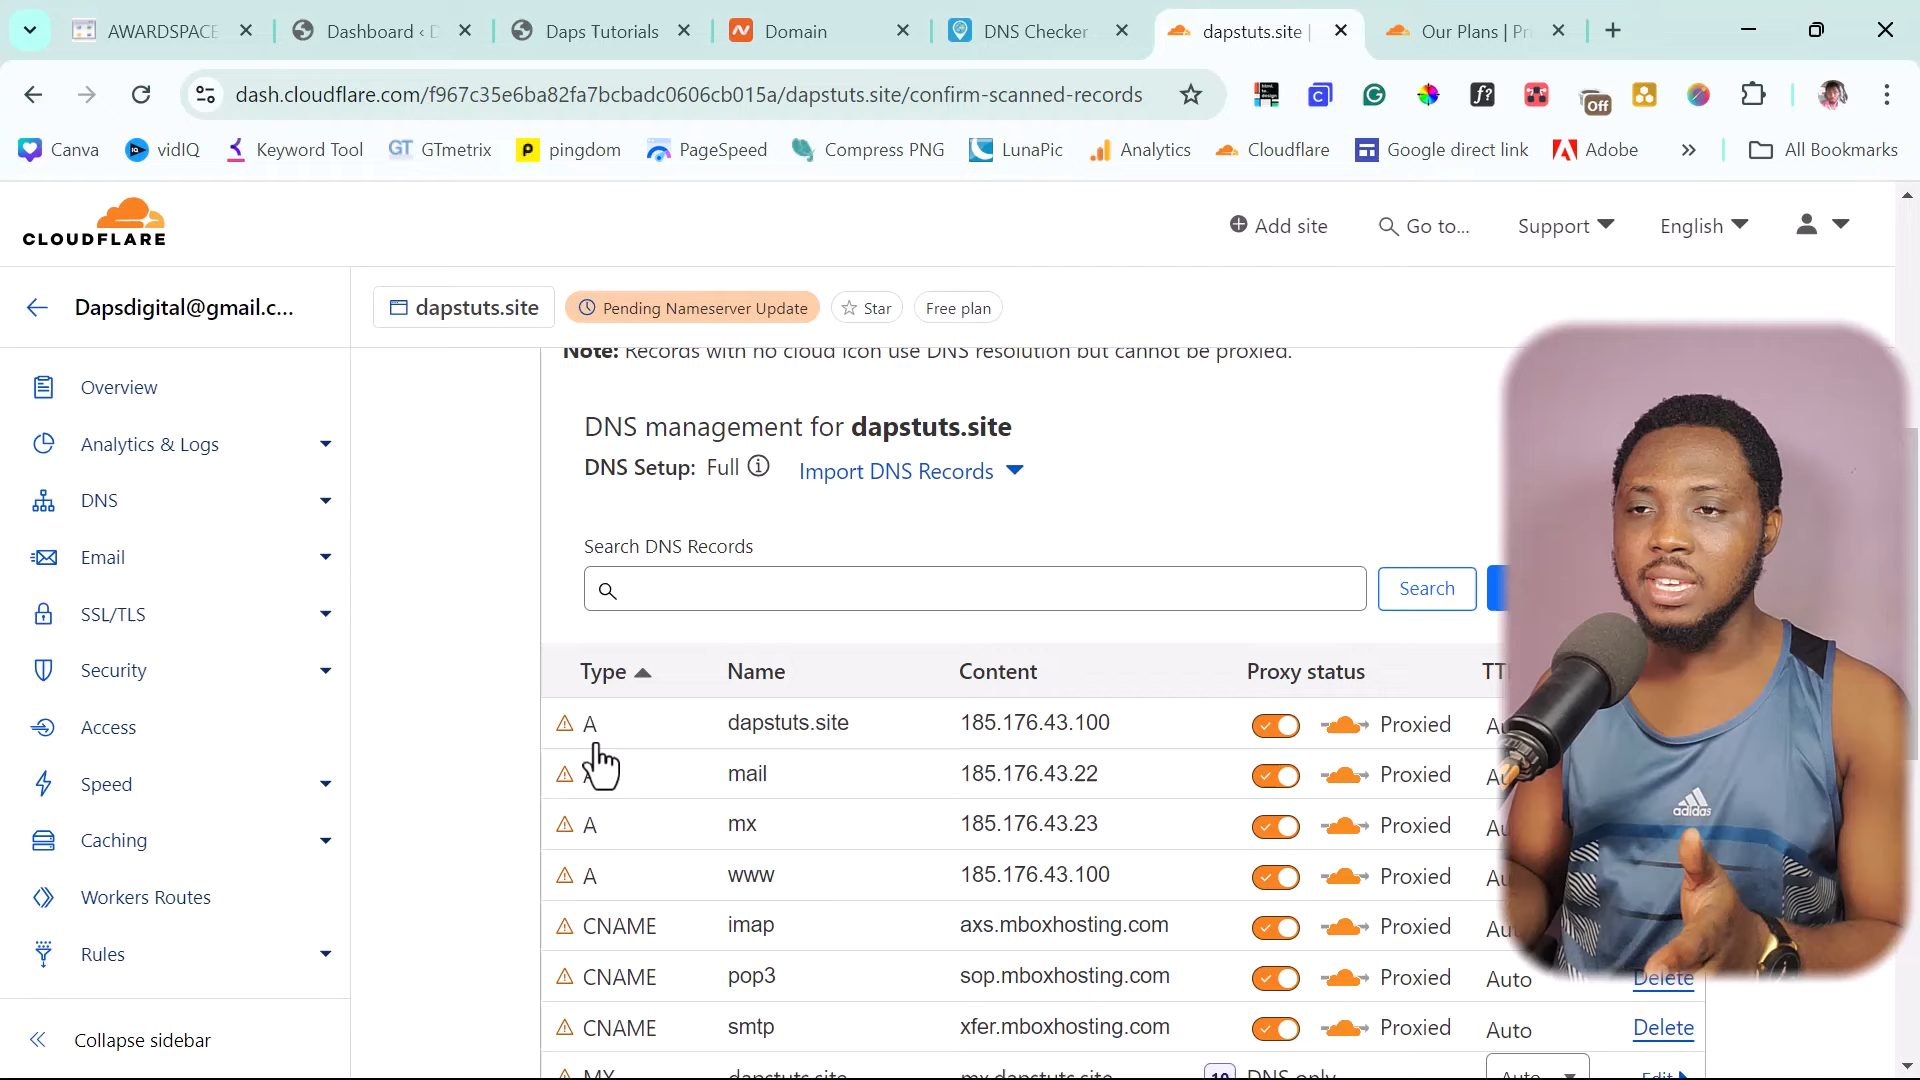 AWARDSPACE
Dashboard ‹ D
Daps Tutorials
Domain
DNS Checker
dapstuts.site |
Our Plans | Pri
dash.cloudflare.com/f967c35e6ba82fa7bcbadc0606cb015a/dapstuts.site/confirm-scanned-records
Off
Canva
vidIQ
Keyword Tool
GT GTmetrix
pingdom
PageSpeed
Compress PNG
LunaPic
Analytics
Cloudflare
Google direct link
Adobe
All Bookmarks
CLOUDFLARE
Add site
Go to...
Support
English
Dapsdigital@gmail.c...
dapstuts.site
Pending Nameserver Update
Star
Free plan
Overview
Analytics & Logs
DNS
Email
SSL/TLS
Security
Access
Speed
Caching
Workers Routes
Rules
Collapse sidebar
Note: Records with no cloud icon use DNS resolution but cannot be proxied.
DNS management for dapstuts.site
DNS Setup: Full Import DNS Records
Search DNS Records
Search
Type Name Content Proxy status
A dapstuts.site 185.176.43.100 Proxied
mail 185.176.43.22 Proxied
A mx 185.176.43.23 Proxied
A www 185.176.43.100 Proxied
CNAME imap axs.mboxhosting.com Proxied
CNAME pop3 sop.mboxhosting.com Proxied Auto Delete
CNAME smtp xfer.mboxhosting.com Proxied Auto Delete
MX dapstuts.site mx.dapstuts.site 10 DNS only Auto Edit
adidas